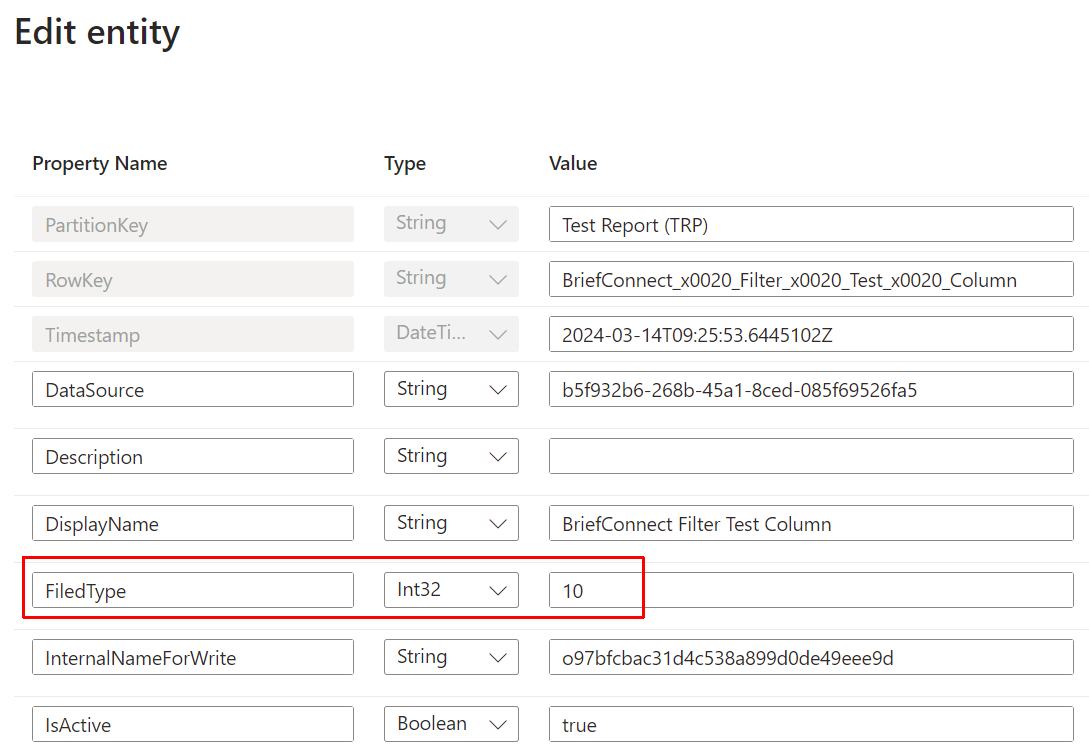 Edit entity
Property Name Type Value
PartitionKey String Test Report (TRP)
RowKey String BriefConnect_x0020_Filter_x0020_Test_x0020_Column
Timestamp DateTi... 2024-03-14T09:25:53.6445102Z
DataSource String b5f932b6-268b-45a1-8ced-085f69526fa5
Description String
DisplayName String BriefConnect Filter Test Column
FiledType Int32 10
InternalNameForWrite String o97bfcbac31d4c538a899d0de49eee9d
IsActive Boolean true